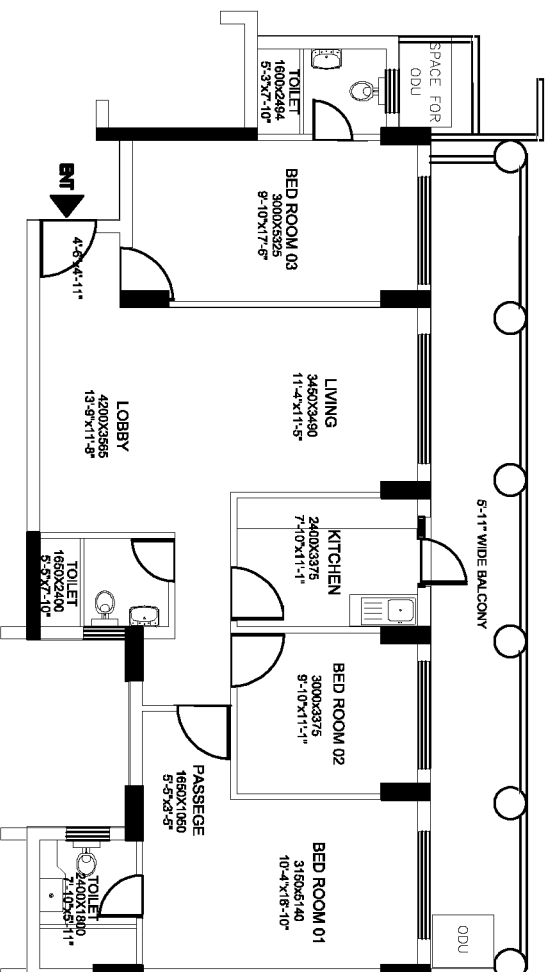 SPACE FOR
ODU
TOILET
1600x2494
5'-3"x7'-10"
BED ROOM 03
3000X5325
9'-10"x17'-6"
ENT
4'-6"x4'-11"
LIVING
3450X3490
11'-4"x11'-5"
LOBBY
4200X3565
13'-9"x11'-8"
5'-11" WIDE BALCONY
KITCHEN
2400X3375
7'-10"x11'-1"
TOILET
1650X2400
5'-5"x7'-10"
BED ROOM 02
3000x3375
9'-10"x11'-1"
PASSEGE
1650X1050
5'-5"x3'-5"
BED ROOM 01
3150x5140
10'-4"x16'-10"
TOILET
2400X1800
7'-10"x5'-11"
ODU